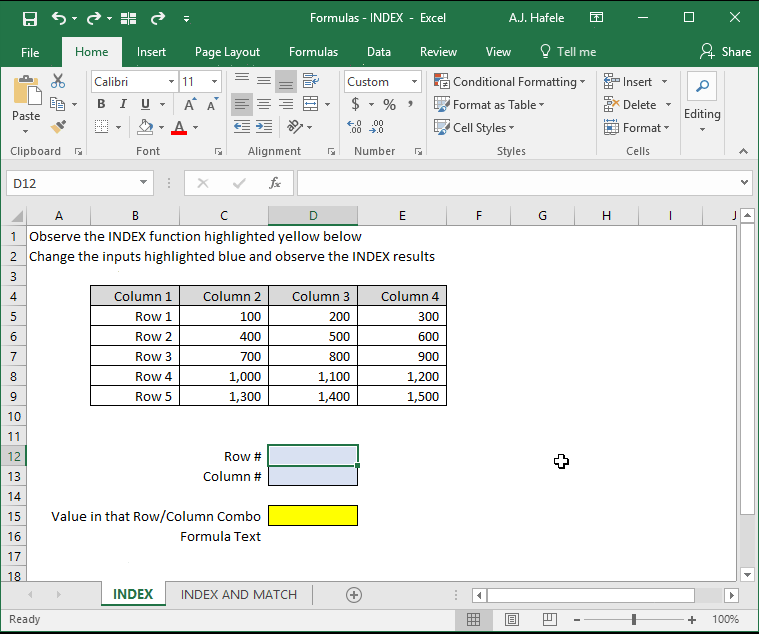 Formulas - INDEX - Excel A.J. Hafele
File Home Insert Page Layout Formulas Data Review View Tell me Share
Paste Calibri 11 Custom Conditional Formatting Insert
B I U A A $ % , Format as Table Delete Editing
A .00 .0 .00 Cell Styles Format
Clipboard Font Alignment Number Styles Cells
D12 fx
A B C D E F G H I J
1 Observe the INDEX function highlighted yellow below
2 Change the inputs highlighted blue and observe the INDEX results
3
4 Column 1 Column 2 Column 3 Column 4
5 Row 1 100 200 300
6 Row 2 400 500 600
7 Row 3 700 800 900
8 Row 4 1,000 1,100 1,200
9 Row 5 1,300 1,400 1,500
10
11
12 Row #
13 Column #
14
15 Value in that Row/Column Combo
16 Formula Text
17
18
INDEX INDEX AND MATCH
Ready 100%